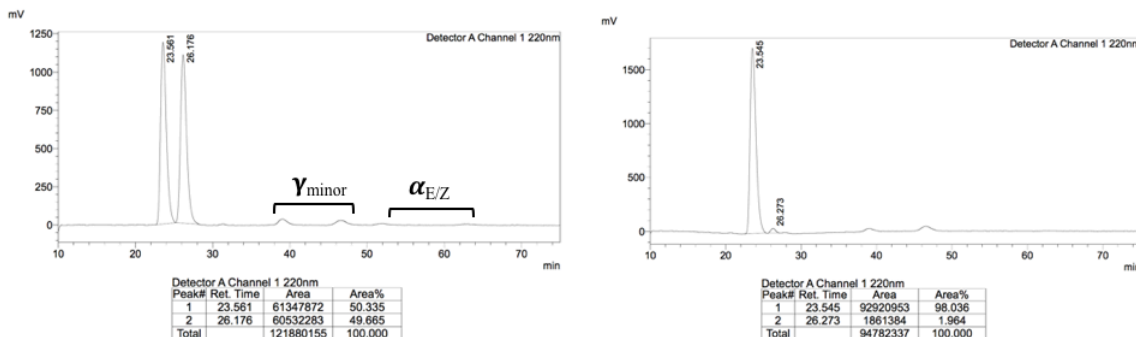 mV
Detector A Channel 1 220nm
1250
1000
750
500
250
0
23.561
26.176
γminor
αE/Z
10 20 30 40 50 60 70
min
Detector A Channel 1 220nm
Peak# Ret. Time Area Area%
1 23.561 61347872 50.335
2 26.176 60532283 49.665
Total 121880155 100.000
mV
Detector A Channel 1 220nm
1500
1000
500
0
23.545
26.273
10 20 30 40 50 60 70
min
Detector A Channel 1 220nm
Peak# Ret. Time Area Area%
1 23.545 92920953 98.036
2 26.273 1861384 1.964
Total 94782337 100.000